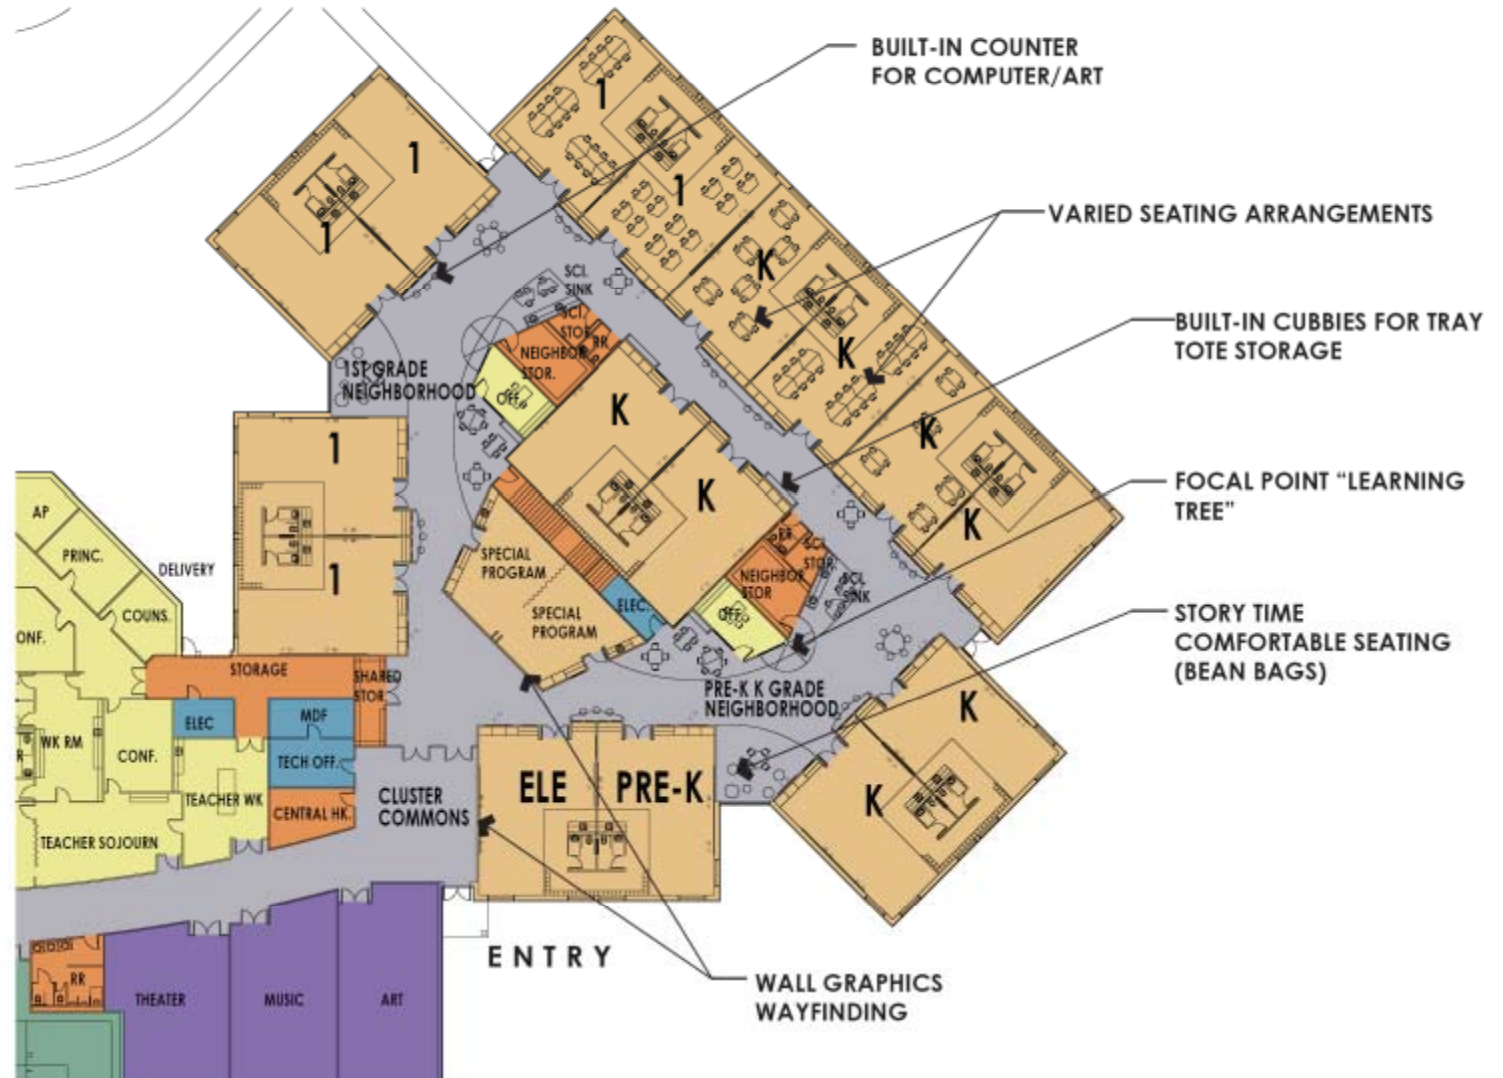 BUILT-IN COUNTER
FOR COMPUTER/ART
1
1
1
1
VARIED SEATING ARRANGEMENTS
K
SCI.
SINK
SCI.
STOR
RR
BUILT-IN CUBBIES FOR TRAY
TOTE STORAGE
NEIGHBOR
STOR.
K
1ST GRADE
NEIGHBORHOOD
OFF.
K
K
1
K
FOCAL POINT “LEARNING
TREE”
K
AP
PRINC.
DELIVERY
SPECIAL
PROGRAM
RR
SCI.
STOR
NEIGHBOR
STOR
SCI.
SINK
1
COUNS.
ELEC.
OFF.
SPECIAL
PROGRAM
STORY TIME
COMFORTABLE SEATING
(BEAN BAGS)
ONF.
STORAGE
SHARED
STOR
PRE-K K GRADE
NEIGHBORHOOD
K
ELEC
MDF
WK RM
CONF.
TECH OFF.
R
ELE
PRE-K
K
TEACHER WK
CENTRAL HK.
CLUSTER
COMMONS
TEACHER SOJOURN
ENTRY
RR
THEATER
MUSIC
ART
WALL GRAPHICS
WAYFINDING